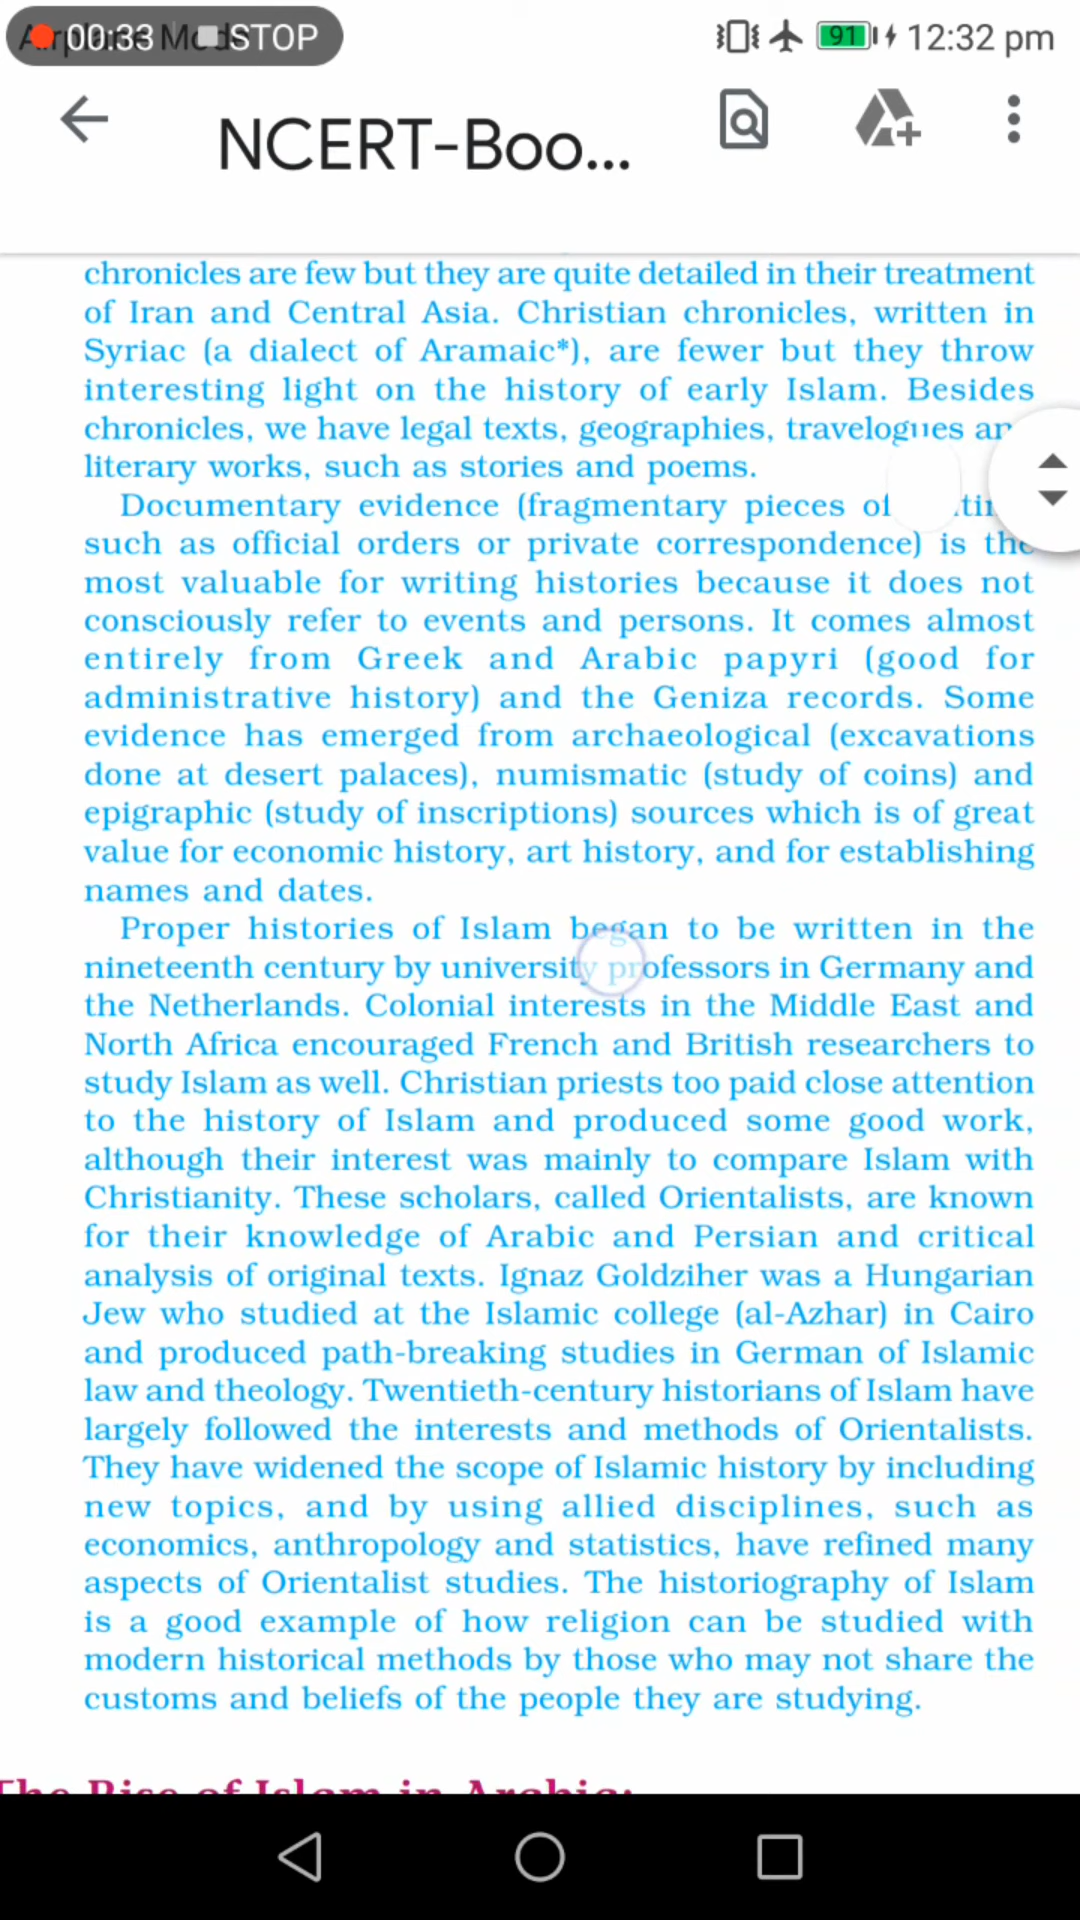 00:33 STOP 91 12:32 pm
NCERT-Boo...
chronicles are few but they are quite detailed in their treatment
of Iran and Central Asia. Christian chronicles, written in
Syriac (a dialect of Aramaic*), are fewer but they throw
interesting light on the history of early Islam. Besides
chronicles, we have legal texts, geographies, travelogues
literary works, such as stories and poems.
Documentary evidence (fragmentary pieces
such as official orders or private correspondence) is the
most valuable for writing histories because it does not
consciously refer to events and persons. It comes almost
entirely from Greek and Arabic papyri (good for
administrative history) and the Geniza records. Some
evidence has emerged from archaeological (excavations
done at desert palaces), numismatic (study of coins) and
epigraphic (study of inscriptions) sources which is of great
value for economic history, art history, and for establishing
names and dates.
Proper histories of Islam began to be written in the
nineteenth century by university professors in Germany and
the Netherlands. Colonial interests in the Middle East and
North Africa encouraged French and British researchers to
study Islam as well. Christian priests too paid close attention
to the history of Islam and produced some good work,
although their interest was mainly to compare Islam with
Christianity. These scholars, called Orientalists, are known
for their knowledge of Arabic and Persian and critical
analysis of original texts. Ignaz Goldziher was a Hungarian
Jew who studied at the Islamic college (al-Azhar) in Cairo
and produced path-breaking studies in German of Islamic
law and theology. Twentieth-century historians of Islam have
largely followed the interests and methods of Orientalists.
They have widened the scope of Islamic history by including
new topics, and by using allied disciplines, such as
economics, anthropology and statistics, have refined many
aspects of Orientalist studies. The historiography of Islam
is a good example of how religion can be studied with
modern historical methods by those who may not share the
customs and beliefs of the people they are studying.
The Rise of Islam in Arabia: